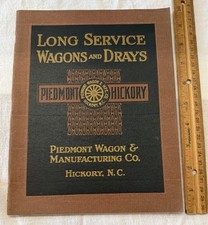 LONG SERVICE
WAGONS AND DRAYS
PIEDMONT HICKORY
PIEDMONT WAGON &
MANUFACTURING CO.
HICKORY, N.C.